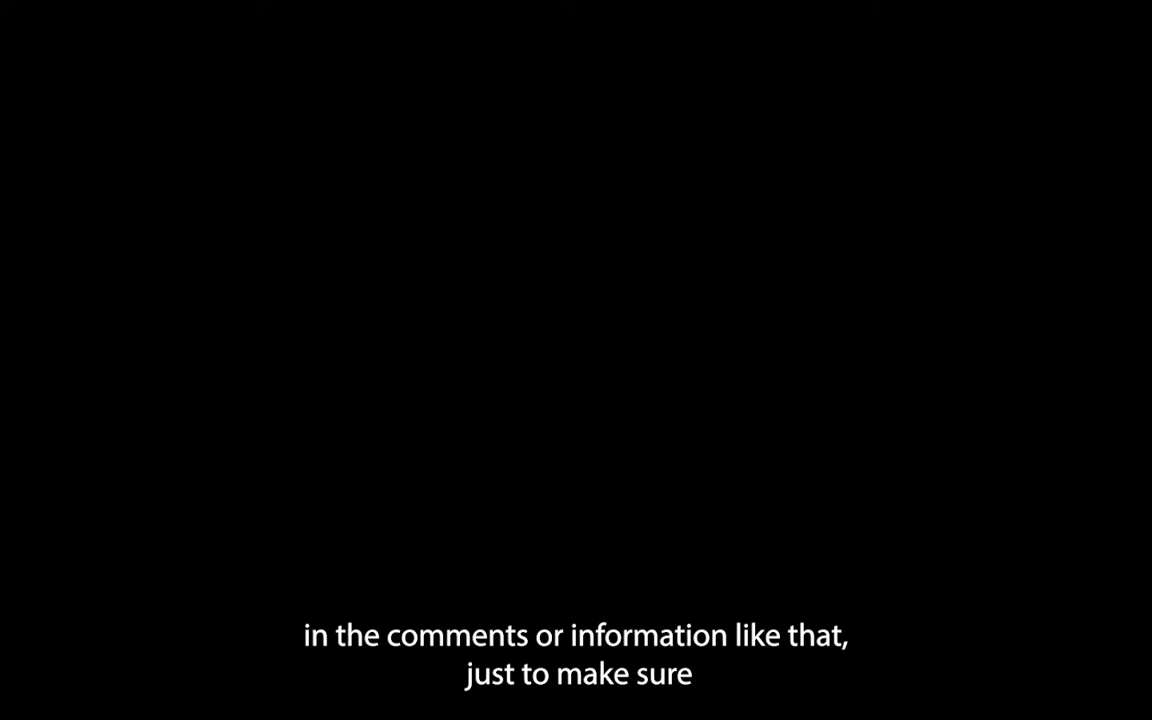 in the comments or information like that,
just to make sure